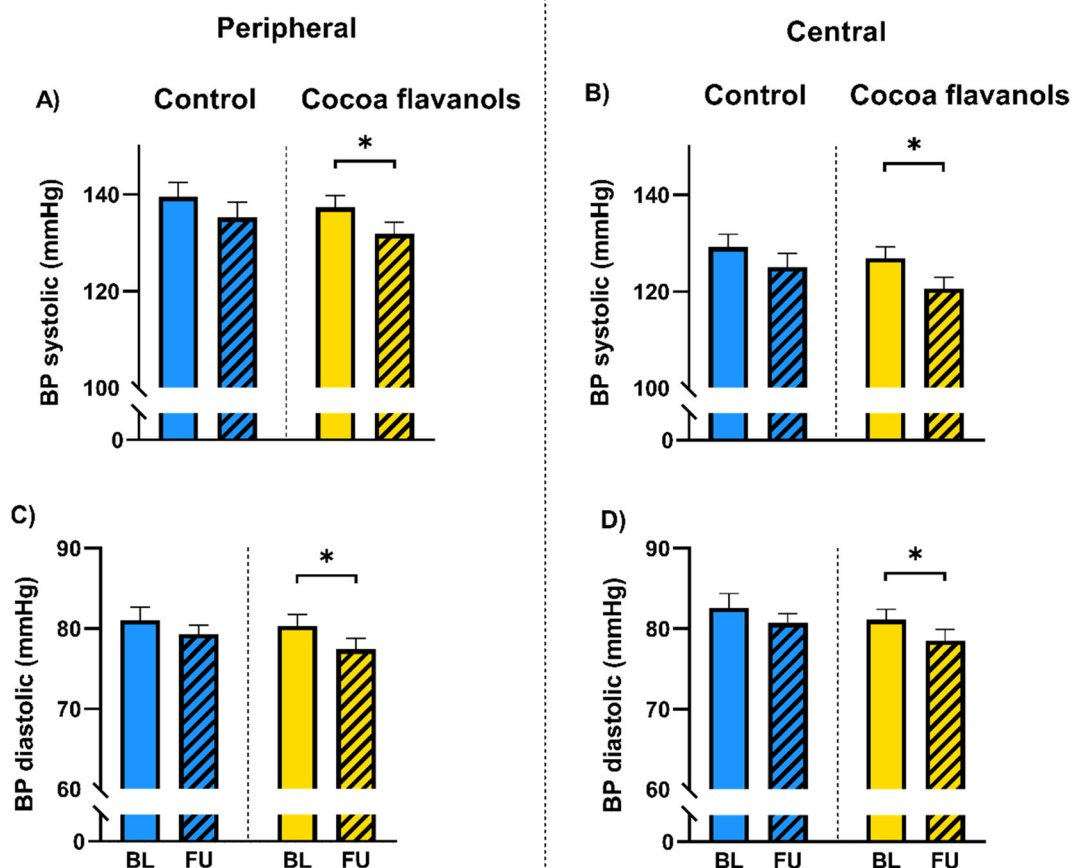 Peripheral
Central
A)
Control
Cocoa flavanols
*
BP systolic (mmHg)
140
120
100
0
B)
Control
Cocoa flavanols
*
BP systolic (mmHg)
140
120
100
0
C)
*
BP diastolic (mmHg)
90
80
70
60
0
BL FU BL FU
D)
*
BP diastolic (mmHg)
90
80
70
60
0
BL FU BL FU